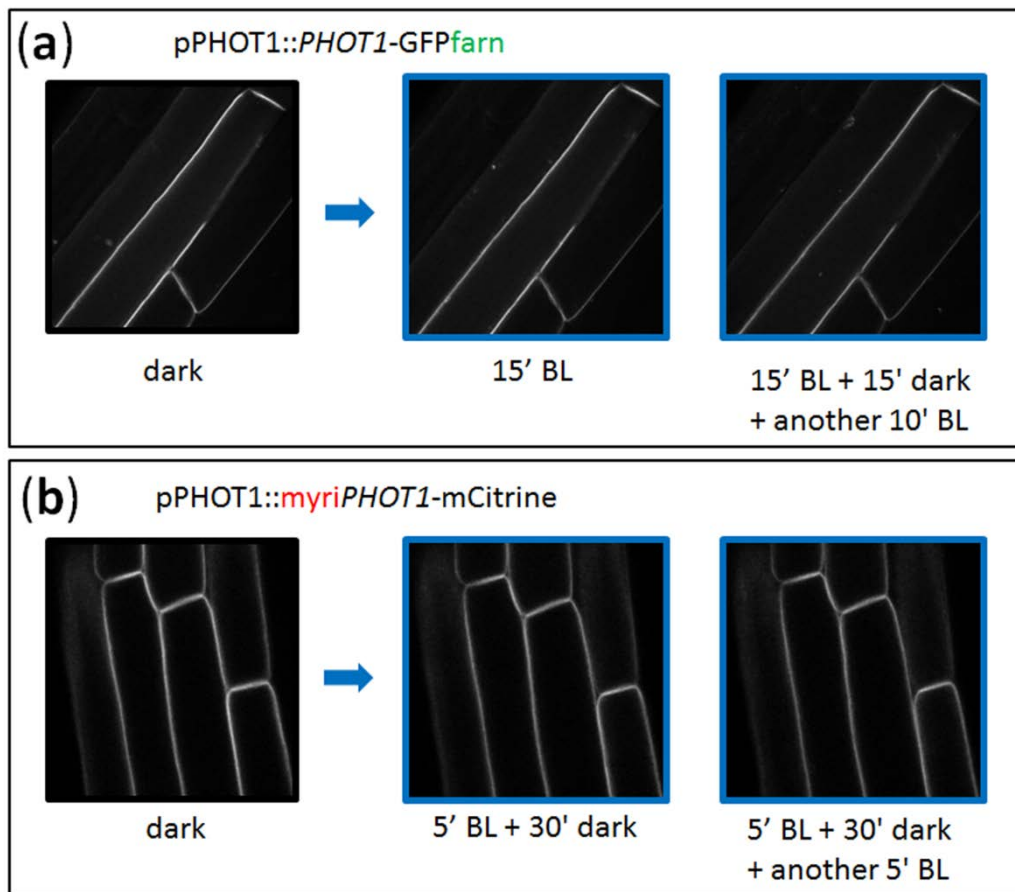 (a) pPHOT1::PHOT1-GFPfarn
dark
15' BL
15' BL + 15' dark
+ another 10' BL
(b) pPHOT1::myriPHOT1-mCitrine
dark
5' BL + 30' dark
5' BL + 30' dark
+ another 5' BL